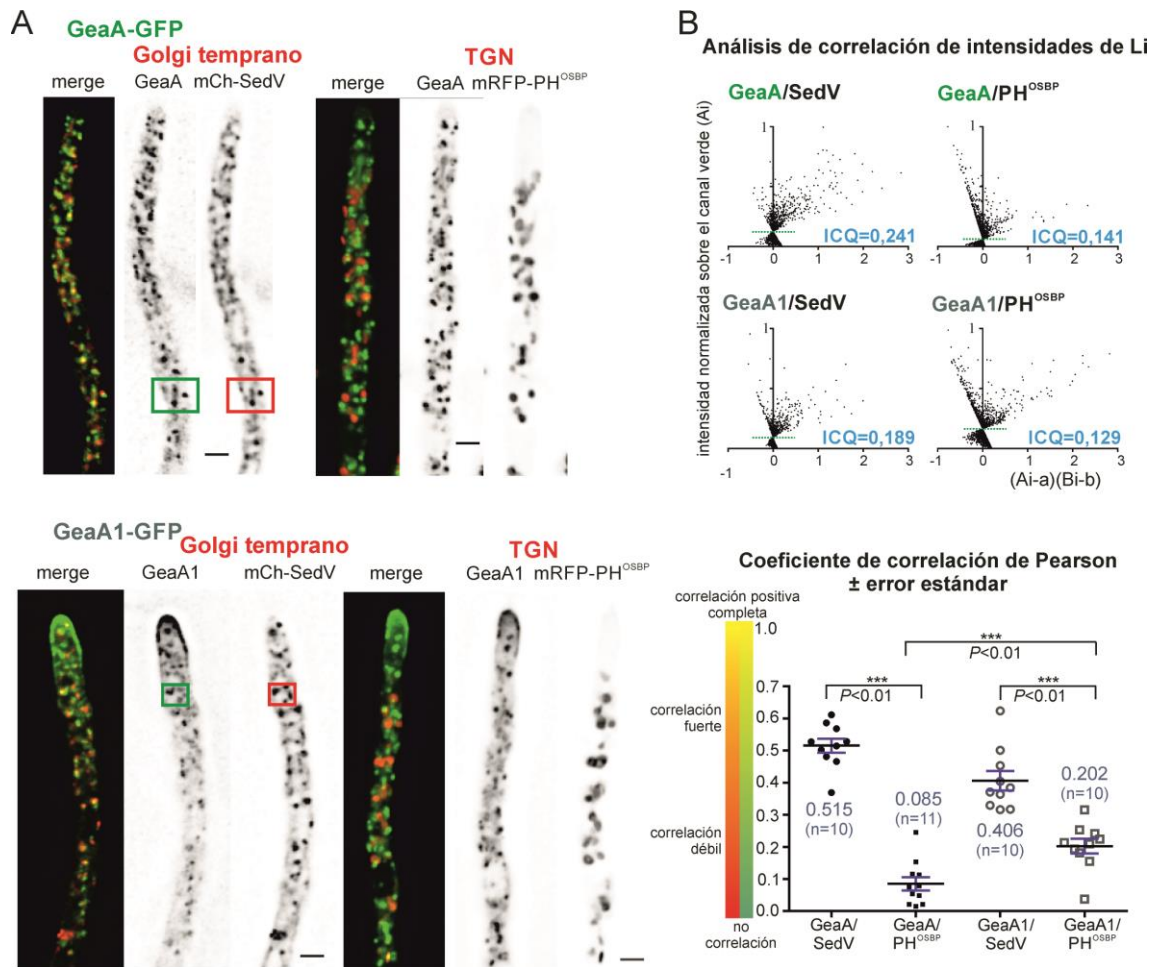 A
GeaA-GFP
Golgi temprano
TGN
merge GeaA mCh-SedV merge GeaA mRFP-PHOSBP
GeaA1-GFP
Golgi temprano
TGN
merge GeaA1 mCh-SedV merge GeaA1 mRFP-PHOSBP
B
Análisis de correlación de intensidades de Li
GeaA/SedV GeaA/PHOSBP
intensidad normalizada sobre el canal verde (Ai)
1 1
ICQ=0,241 ICQ=0,141
-1 0 1 2 3 -1 0 1 2 3
GeaA1/SedV GeaA1/PHOSBP
1 1
ICQ=0,189 ICQ=0,129
-1 0 1 2 3 -1 0 1 2 3
(Ai-a)(Bi-b)
Coeficiente de correlación de Pearson
± error estándar
correlación positiva
completa
1.0
correlación
fuerte
correlación
débil
no
correlación
0.7
0.6
0.5
0.4
0.3
0.2
0.1
0.0
***
P<0.01
***
P<0.01
***
P<0.01
0.515
(n=10)
0.085
(n=11)
0.406
(n=10)
0.202
(n=10)
GeaA/ GeaA/ GeaA1/ GeaA1/
SedV PHOSBP SedV PHOSBP